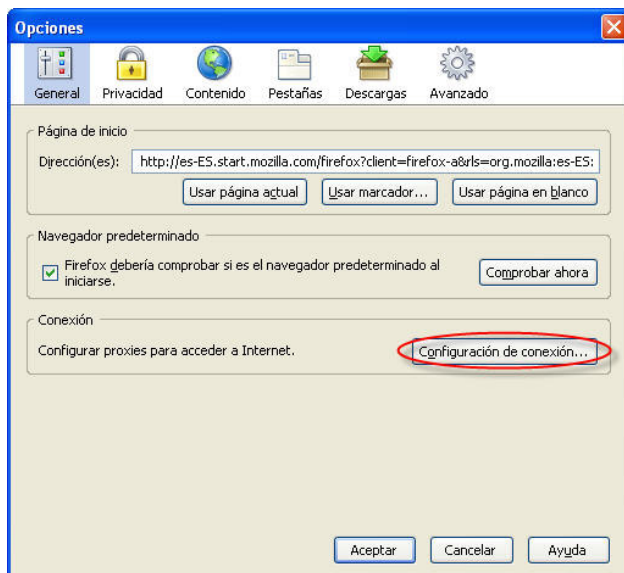 Opciones
General Privacidad Contenido Pestañas Descargas Avanzado
Página de inicio
Dirección(es): http://es-ES.start.mozilla.com/firefox?client=firefox-a&rls=org.mozilla:es-ES:
Usar página actual Usar marcador... Usar página en blanco
Navegador predeterminado
Firefox debería comprobar si es el navegador predeterminado al
iniciarse.
Comprobar ahora
Conexión
Configurar proxies para acceder a Internet. Configuración de conexión...
Aceptar Cancelar Ayuda